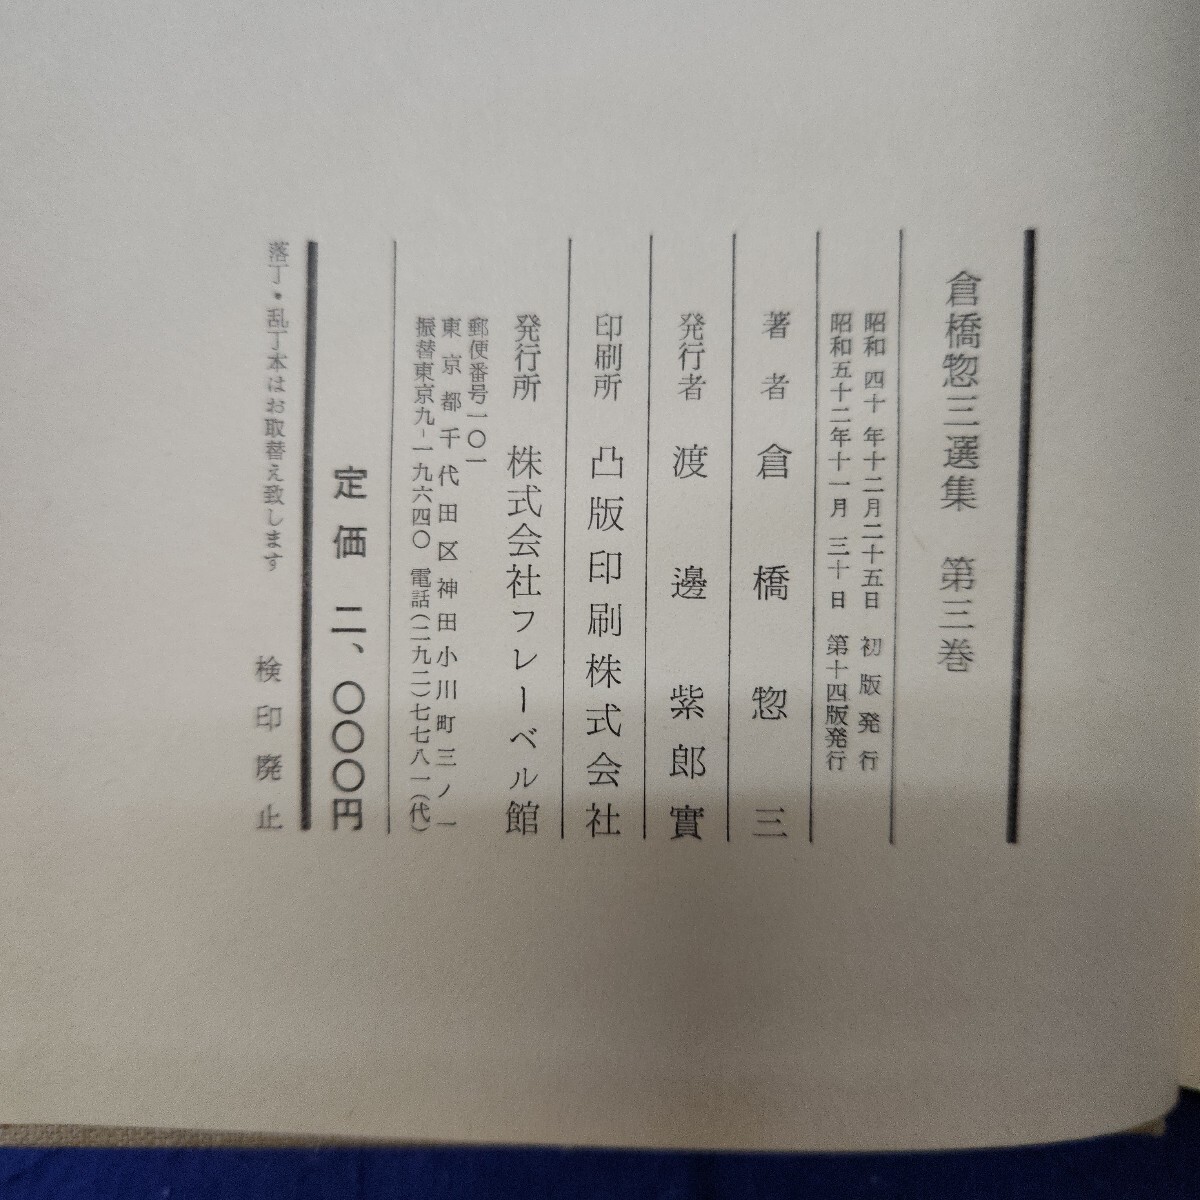 倉橋惣三選集　第三巻
昭和四十年十二月二十五日　初版発行
昭和五十二年十一月三十日　第十四版発行
著者　倉橋惣三
発行者　渡邊紫郎實
印刷所　凸版印刷株式会社
発行所　株式会社フレーベル館
郵便番号一〇一
東京都千代田区神田小川町三ノ一
振替東京九-一九六四〇　電話(二九二)七七八一(代)
定価　二、〇〇〇円
落丁・乱丁本はお取替え致します　検印廃止